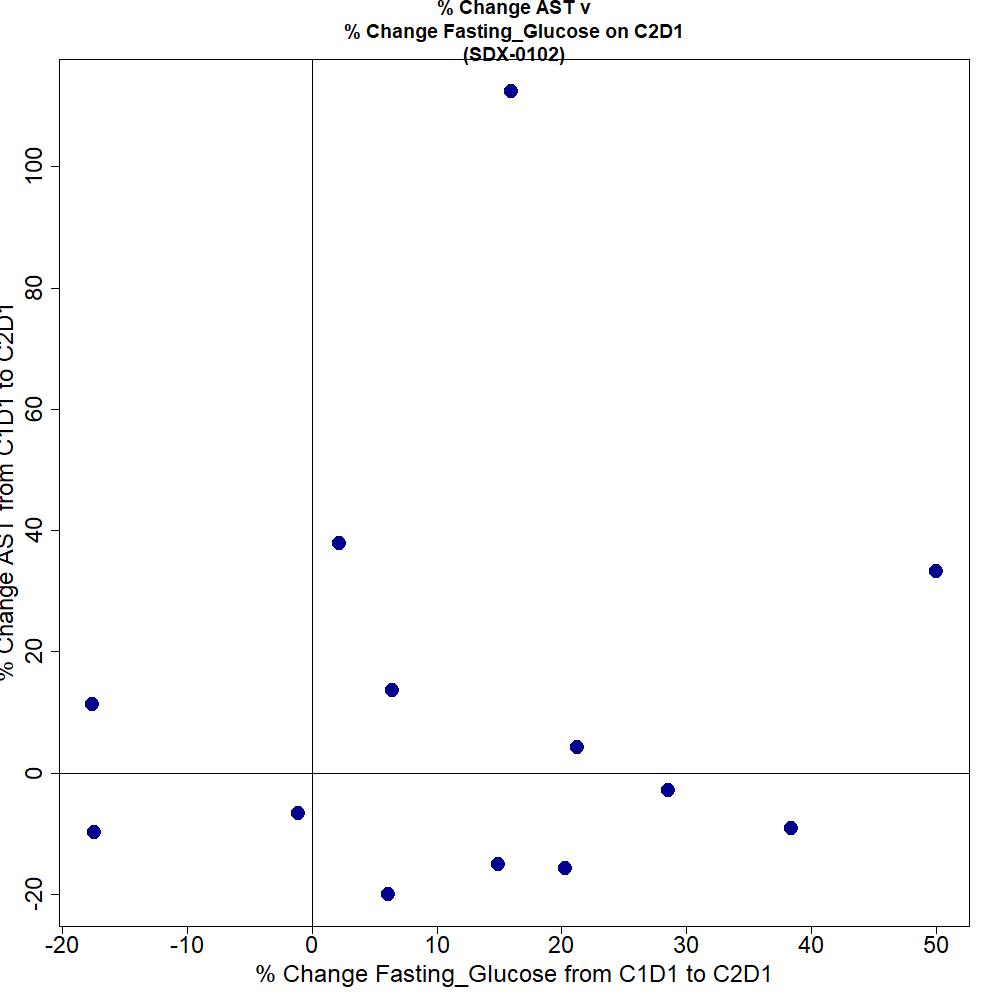 % Change AST v
% Change Fasting_Glucose on C2D1
(SDX-0102)
% Change AST from C1D1 to C2D1
100
80
60
40
20
0
-20
-20 -10 0 10 20 30 40 50
% Change Fasting_Glucose from C1D1 to C2D1